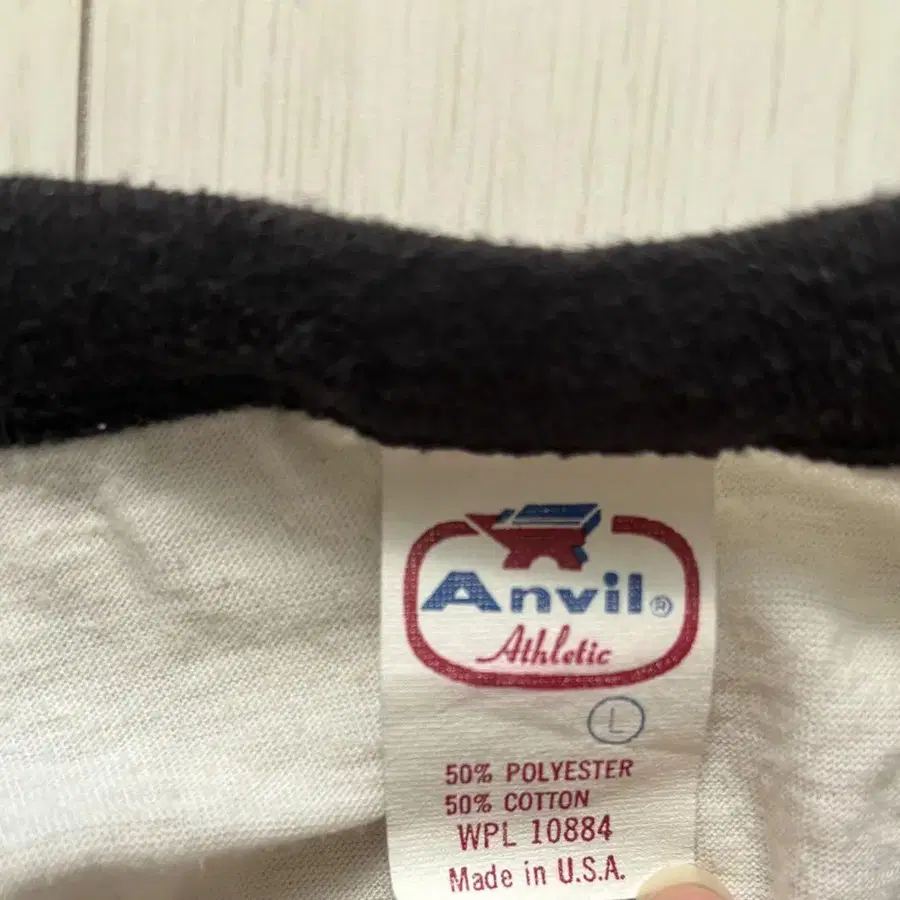 Anvil®
Athletic
L
50% POLYESTER
50% COTTON
WPL 10884
Made in U.S.A.